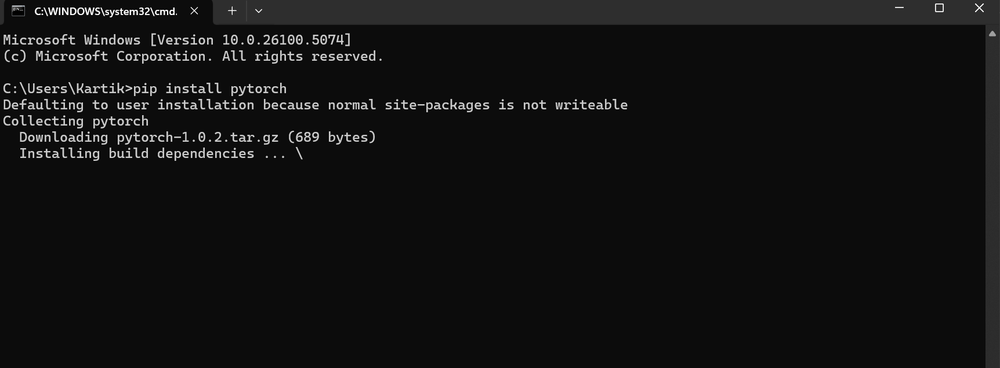 C:\WINDOWS\system32\cmd.
Microsoft Windows [Version 10.0.26100.5074]
(c) Microsoft Corporation. All rights reserved.
C:\Users\Kartik>pip install pytorch
Defaulting to user installation because normal site-packages is not writeable
Collecting pytorch
  Downloading pytorch-1.0.2.tar.gz (689 bytes)
  Installing build dependencies ... \